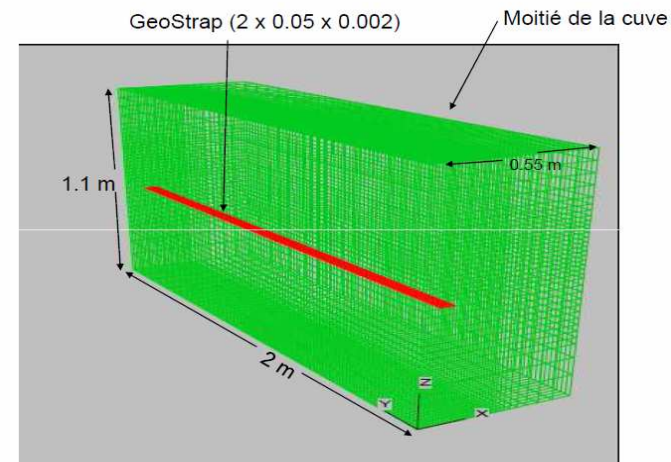 GeoStrap (2 x 0.05 x 0.002)
Moitié de la cuve
0.55 m
1.1 m
2 m
Z
Y
X